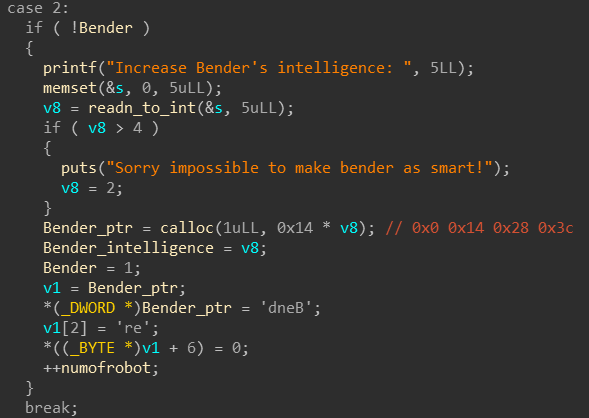 case 2:
  if ( !Bender )
  {
    printf("Increase Bender's intelligence: ", 5LL);
    memset(&s, 0, 5uLL);
    v8 = readn_to_int(&s, 5uLL);
    if ( v8 > 4 )
    {
      puts("Sorry impossible to make bender as smart!");
      v8 = 2;
    }
    Bender_ptr = calloc(1uLL, 0x14 * v8); // 0x0 0x14 0x28 0x3c
    Bender_intelligence = v8;
    Bender = 1;
    v1 = Bender_ptr;
    *(_DWORD *)Bender_ptr = 'dneB';
    v1[2] = 're';
    *((_BYTE *)v1 + 6) = 0;
    ++numofrobot;
  }
  break;